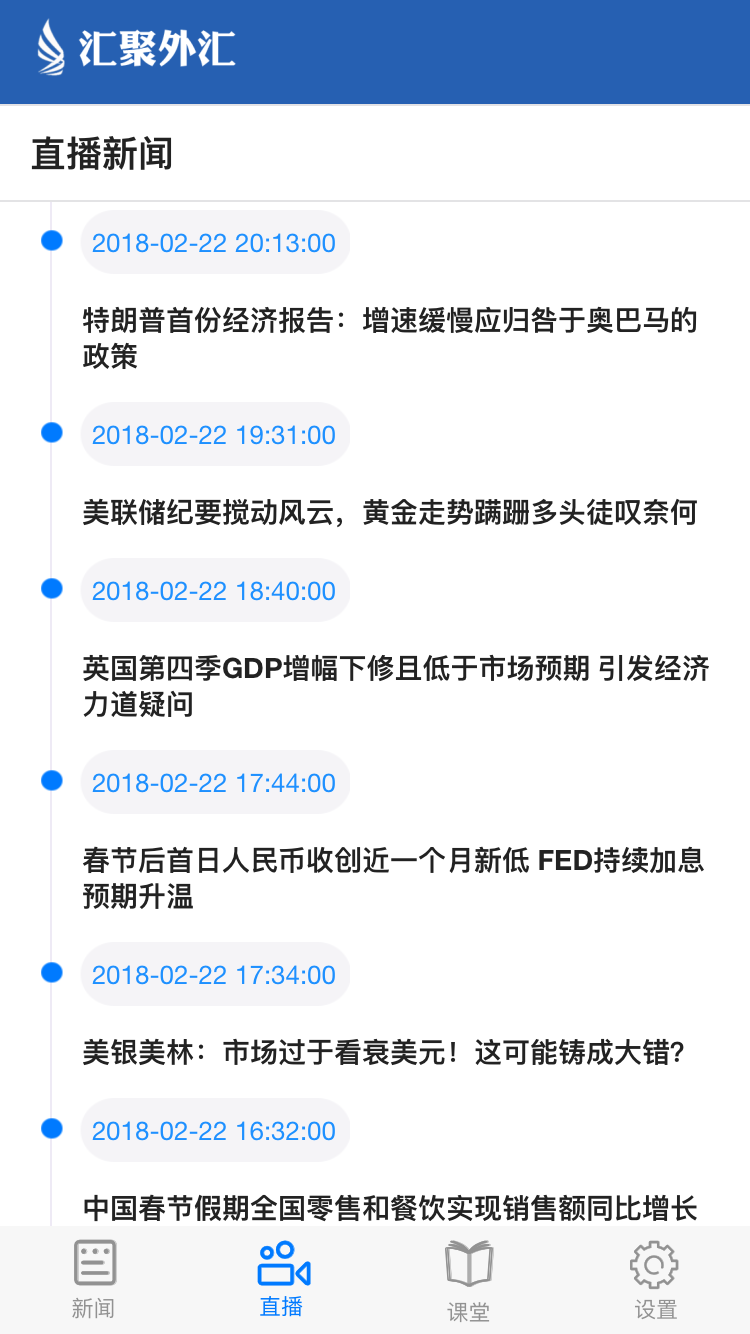 汇聚外汇
直播新闻
2018-02-22 20:13:00
特朗普首份经济报告：增速缓慢应归咎于奥巴马的
政策
2018-02-22 19:31:00
美联储纪要搅动风云，黄金走势蹒跚多头徒叹奈何
2018-02-22 18:40:00
英国第四季GDP增幅下修且低于市场预期 引发经济
力道疑问
2018-02-22 17:44:00
春节后首日人民币收创近一个月新低 FED持续加息
预期升温
2018-02-22 17:34:00
美银美林：市场过于看衰美元！这可能铸成大错?
2018-02-22 16:32:00
中国春节假期全国零售和餐饮实现销售额同比增长
新闻 直播 课堂 设置